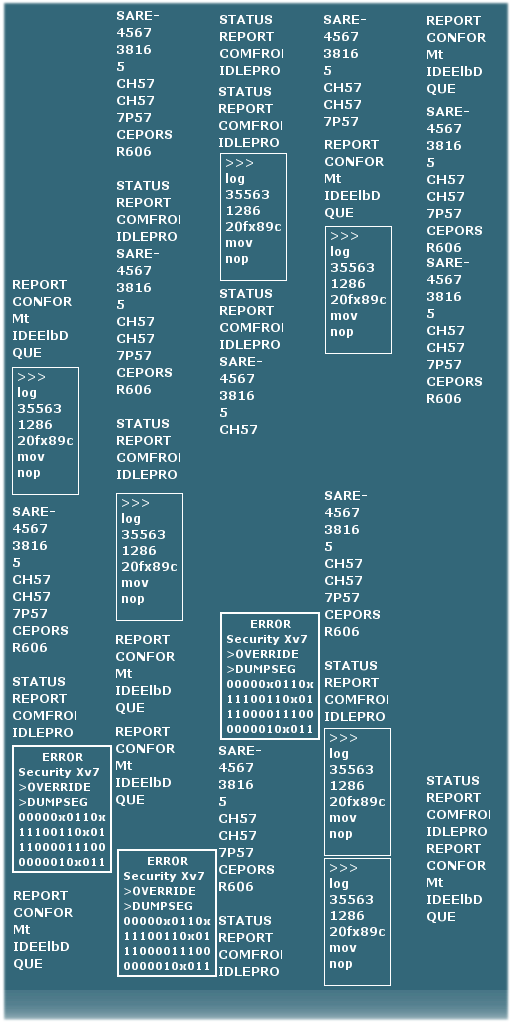 REPORT
CONFOR
Mt
IDEElbD
QUE
>>>
log
35563
1286
20fx89c
mov
nop
SARE-
4567
3816
5
CH57
CH57
7P57
CEPORS
R606
STATUS
REPORT
COMFROI
IDLEPRO
ERROR
Security Xv7
>OVERRIDE
>DUMPSEG
00000x0110x
11100110x01
11000011100
0000010x011
REPORT
CONFOR
Mt
IDEElbD
QUE
SARE-
4567
3816
5
CH57
CH57
7P57
CEPORS
R606
STATUS
REPORT
COMFROI
IDLEPRO
SARE-
4567
3816
5
CH57
CH57
7P57
CEPORS
R606
STATUS
REPORT
COMFROI
IDLEPRO
>>>
log
35563
1286
20fx89c
mov
nop
REPORT
CONFOR
Mt
IDEElbD
QUE
REPORT
CONFOR
Mt
IDEElbD
QUE
ERROR
Security Xv7
>OVERRIDE
>DUMPSEG
00000x0110x
11100110x01
11000011100
0000010x011
STATUS
REPORT
COMFROI
IDLEPRO
STATUS
REPORT
COMFROI
IDLEPRO
>>>
log
35563
1286
20fx89c
mov
nop
STATUS
REPORT
COMFROI
IDLEPRO
SARE-
4567
3816
5
CH57
ERROR
Security Xv7
>OVERRIDE
>DUMPSEG
00000x0110x
11100110x01
11000011100
0000010x011
SARE-
4567
3816
5
CH57
CH57
7P57
CEPORS
R606
STATUS
REPORT
COMFROI
IDLEPRO
SARE-
4567
3816
5
CH57
CH57
7P57
REPORT
CONFOR
Mt
IDEElbD
QUE
>>>
log
35563
1286
20fx89c
mov
nop
SARE-
4567
3816
5
CH57
CH57
7P57
CEPORS
R606
STATUS
REPORT
COMFROI
IDLEPRO
>>>
log
35563
1286
20fx89c
mov
nop
>>>
log
35563
1286
20fx89c
mov
nop
REPORT
CONFOR
Mt
IDEElbD
QUE
SARE-
4567
3816
5
CH57
CH57
7P57
CEPORS
R606
SARE-
4567
3816
5
CH57
CH57
7P57
CEPORS
R606
STATUS
REPORT
COMFROI
IDLEPRO
REPORT
CONFOR
Mt
IDEElbD
QUE